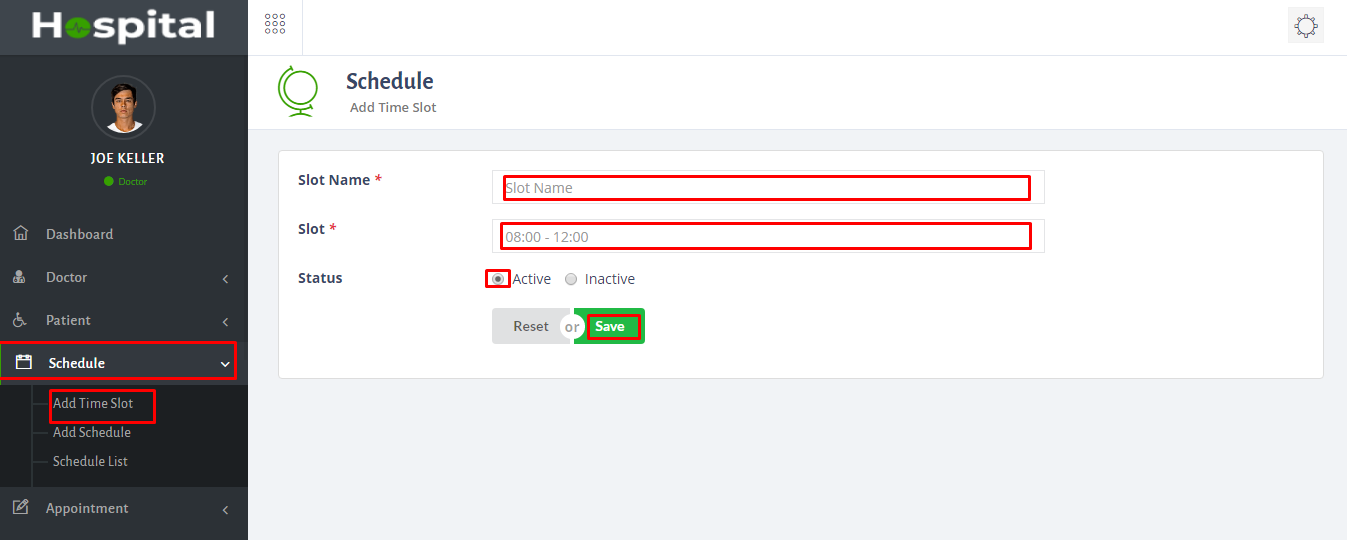 Hospital
JOE KELLER
Doctor
Dashboard
Doctor
Patient
Schedule
Add Time Slot
Add Schedule
Schedule List
Appointment
Schedule
Add Time Slot
Slot Name *
Slot Name
Slot *
08:00 - 12:00
Status
Active Inactive
Reset or Save